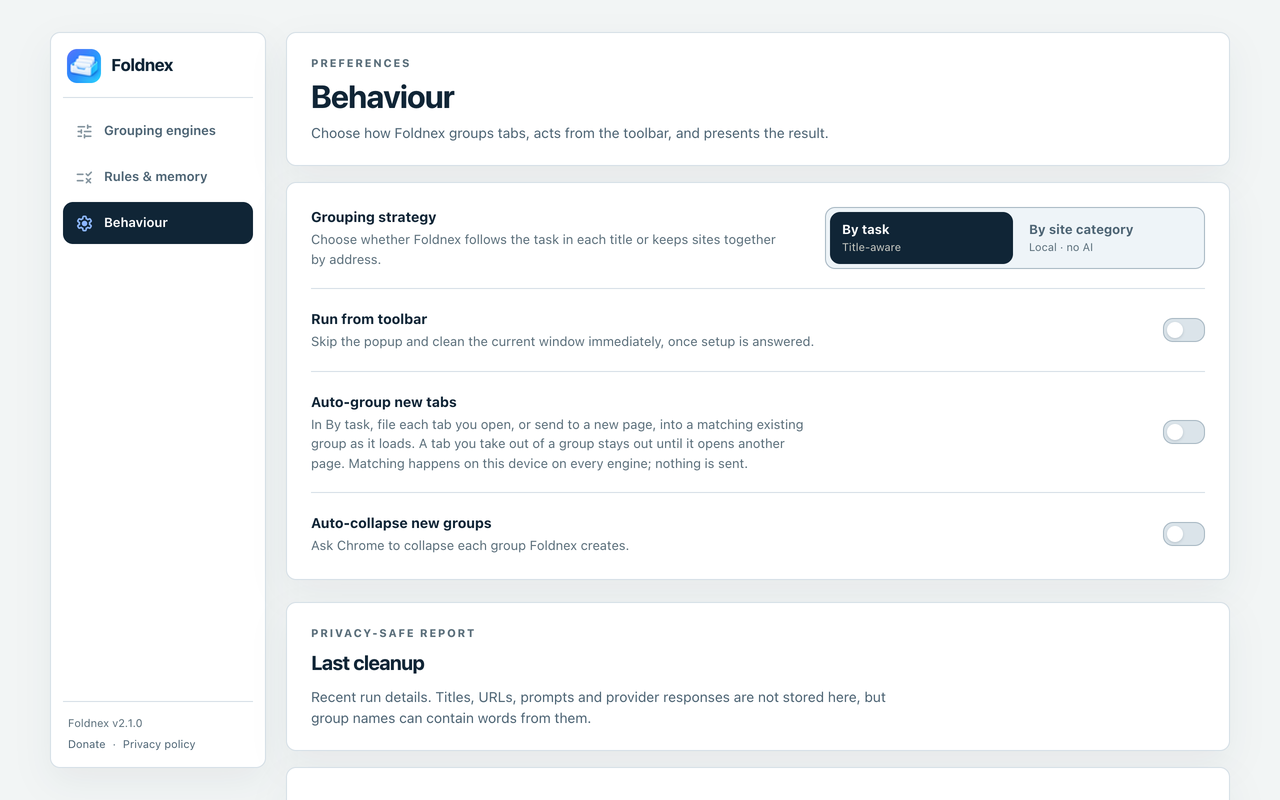 Foldnex
Grouping engines
Rules & memory
Behaviour
Foldnex v2.1.0
Donate · Privacy policy
PREFERENCES
Behaviour
Choose how Foldnex groups tabs, acts from the toolbar, and presents the result.
Grouping strategy
Choose whether Foldnex follows the task in each title or keeps sites together
by address.
By task
Title-aware
By site category
Local · no AI
Run from toolbar
Skip the popup and clean the current window immediately, once setup is answered.
Auto-group new tabs
In By task, file each tab you open, or send to a new page, into a matching existing
group as it loads. A tab you take out of a group stays out until it opens another
page. Matching happens on this device on every engine; nothing is sent.
Auto-collapse new groups
Ask Chrome to collapse each group Foldnex creates.
PRIVACY-SAFE REPORT
Last cleanup
Recent run details. Titles, URLs, prompts and provider responses are not stored here, but
group names can contain words from them.